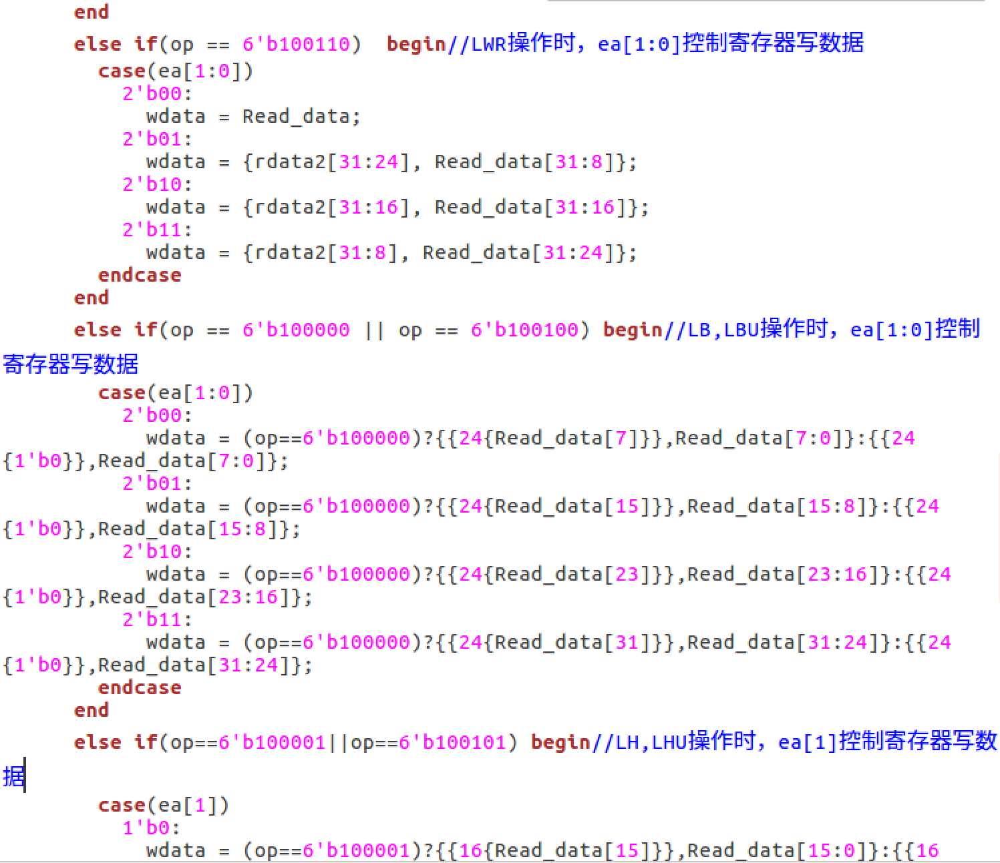 end
else if(op == 6'b100110)  begin//LWR操作时，ea[1:0]控制寄存器写数据
case(ea[1:0])
2'b00:
wdata = Read_data;
2'b01:
wdata = {rdata2[31:24], Read_data[31:8]};
2'b10:
wdata = {rdata2[31:16], Read_data[31:16]};
2'b11:
wdata = {rdata2[31:8], Read_data[31:24]};
endcase
end
else if(op == 6'b100000 || op == 6'b100100) begin//LB,LBU操作时，ea[1:0]控制
寄存器写数据
case(ea[1:0])
2'b00:
wdata = (op==6'b100000)?{{24{Read_data[7]}},Read_data[7:0]}:{{24
{1'b0}},Read_data[7:0]};
2'b01:
wdata = (op==6'b100000)?{{24{Read_data[15]}},Read_data[15:8]}:{{24
{1'b0}},Read_data[15:8]};
2'b10:
wdata = (op==6'b100000)?{{24{Read_data[23]}},Read_data[23:16]}:{{24
{1'b0}},Read_data[23:16]};
2'b11:
wdata = (op==6'b100000)?{{24{Read_data[31]}},Read_data[31:24]}:{{24
{1'b0}},Read_data[31:24]};
endcase
end
else if(op==6'b100001||op==6'b100101) begin//LH,LHU操作时，ea[1]控制寄存器写数
据
case(ea[1])
1'b0:
wdata = (op==6'b100001)?{{16{Read_data[15]}},Read_data[15:0]}:{{16